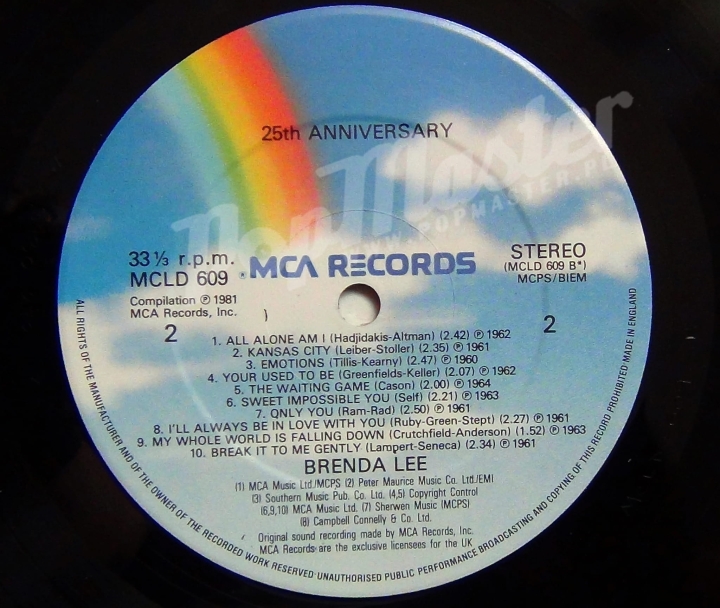 25th ANNIVERSARY
PopMaster
WWW.POPMASTER.PL
33⅓ r.p.m.
MCLD 609
MCA RECORDS
STEREO
(MCLD 609 B*)
MCPS/BIEM
Compilation ℗ 1981
MCA Records, Inc.
2
2
1. ALL ALONE AM I (Hadjidakis-Altman) (2.42) ℗ 1962
2. KANSAS CITY (Leiber-Stoller) (2.35) ℗ 1961
3. EMOTIONS (Tillis-Kearny) (2.47) ℗ 1960
4. YOUR USED TO BE (Greenfields-Keller) (2.07) ℗ 1962
5. THE WAITING GAME (Cason) (2.00) ℗ 1964
6. SWEET IMPOSSIBLE YOU (Self) (2.21) ℗ 1963
7. ONLY YOU (Ram-Rad) (2.50) ℗ 1961
8. I'LL ALWAYS BE IN LOVE WITH YOU (Ruby-Green-Stept) (2.27) ℗ 1961
9. MY WHOLE WORLD IS FALLING DOWN (Crutchfield-Anderson) (1.52) ℗ 1963
10. BREAK IT TO ME GENTLY (Lampert-Seneca) (2.34) ℗ 1961
BRENDA LEE
(1) MCA Music Ltd./MCPS (2) Peter Maurice Music Co. Ltd./EMI
(3) Southern Music Pub. Co. Ltd. (4,5) Copyright Control
(6,9,10) MCA Music Ltd. (7) Sherwen Music (MCPS)
(8) Campbell Connelly & Co. Ltd.
Original sound recording made by MCA Records, Inc.
MCA Records are the exclusive licensees for the UK
ALL RIGHTS OF THE MANUFACTURER AND OF THE OWNER OF THE RECORDED WORK RESERVED·UNAUTHORISED PUBLIC PERFORMANCE BROADCASTING AND COPYING OF THIS RECORD PROHIBITED MADE IN ENGLAND